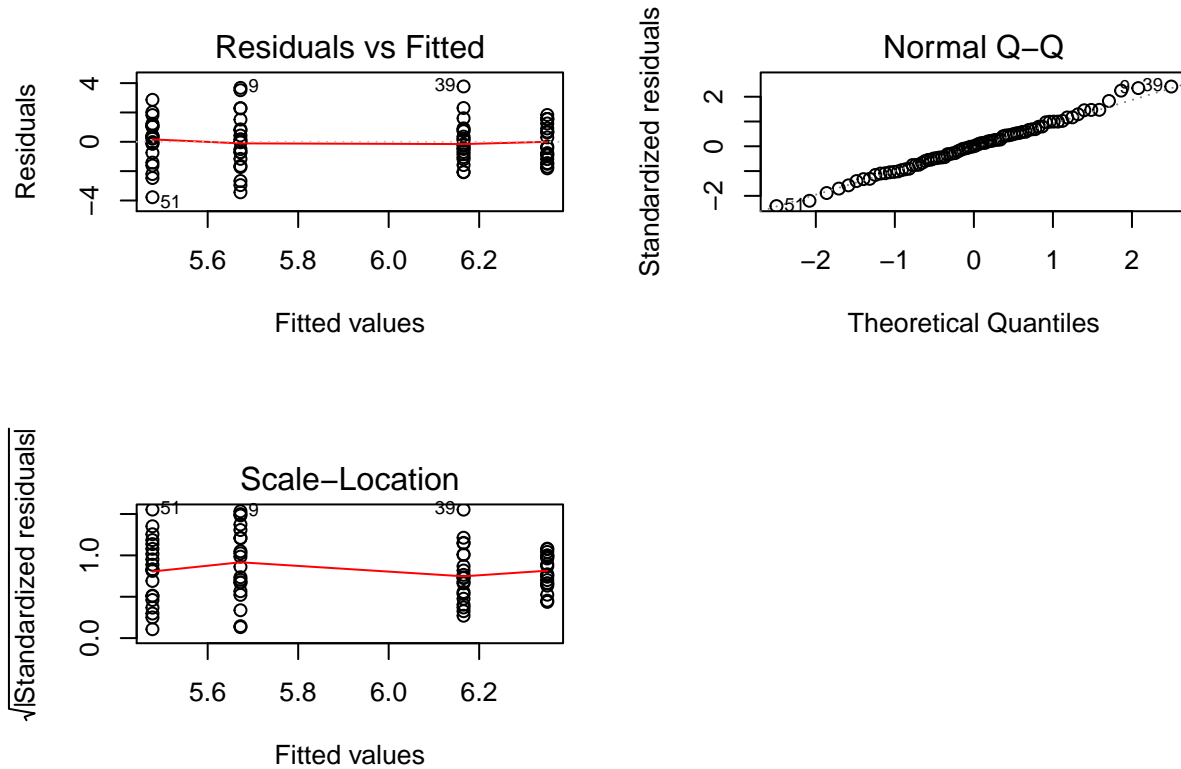 Residuals vs Fitted
Residuals
4
0
−4
9
39
51
5.6 5.8 6.0 6.2
Fitted values
Normal Q−Q
Standardized residuals
2
0
−2
9 39
51
−2 −1 0 1 2
Theoretical Quantiles
Scale−Location
√|Standardized residuals|
1.0
0.0
51
9
39
5.6 5.8 6.0 6.2
Fitted values